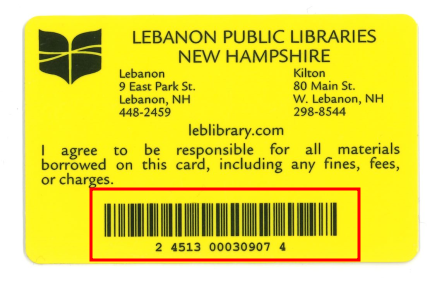 LEBANON PUBLIC LIBRARIES
NEW HAMPSHIRE
Lebanon Kilton
9 East Park St. 80 Main St.
Lebanon, NH W. Lebanon, NH
448-2459 298-8544
leblibrary.com
I agree to be responsible for all materials
borrowed on this card, including any fines, fees,
or charges.
2 4513 00030907 4